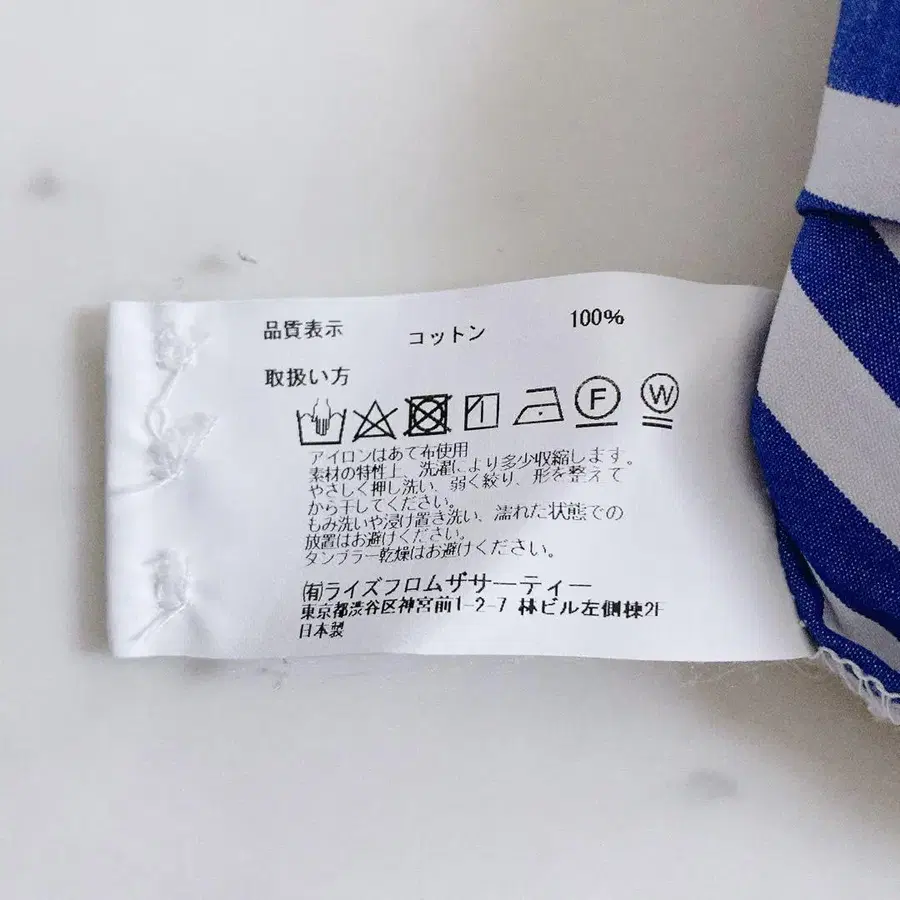 品質表示 コットン 100%
取扱い方
F W
アイロンはあて布使用
素材の特性上、洗濯により多少収縮します。
やさしく押し洗い、弱く絞り、形を整えて
から干してください。
もみ洗いや浸け置き洗い、濡れた状態での
放置はお避けください。
タンブラー乾燥はお避けください。
㈲ライズフロムザサーティー
東京都渋谷区神宮前1-2-7 林ビル左側棟2F
日本製